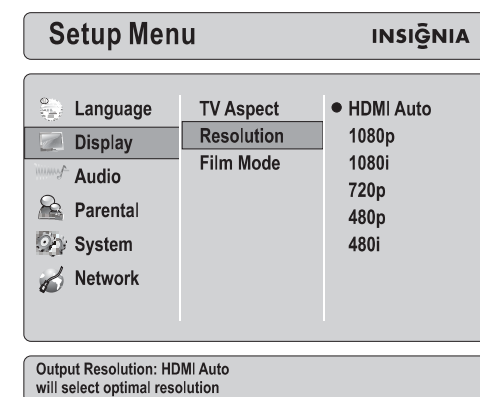 Setup Menu
INSIGNIA
Language
Display
Audio
Parental
System
Network
TV Aspect
Resolution
Film Mode
HDMI Auto
1080p
1080i
720p
480p
480i
Output Resolution: HDMI Auto
will select optimal resolution